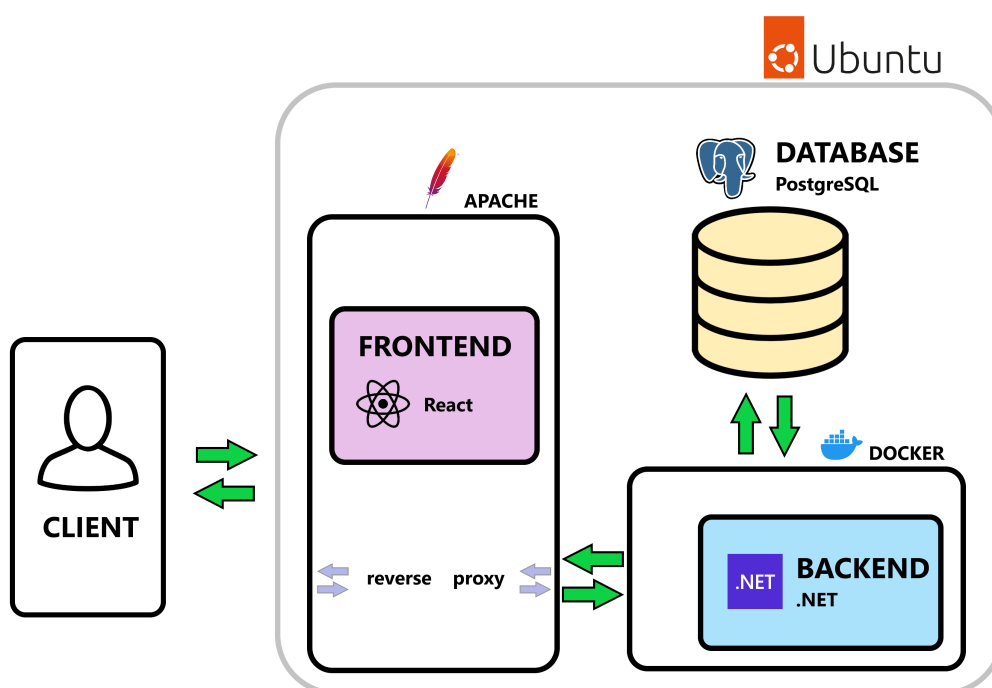 Ubuntu
DATABASE
PostgreSQL
APACHE
FRONTEND
React
CLIENT
DOCKER
reverse proxy
.NET
BACKEND
.NET